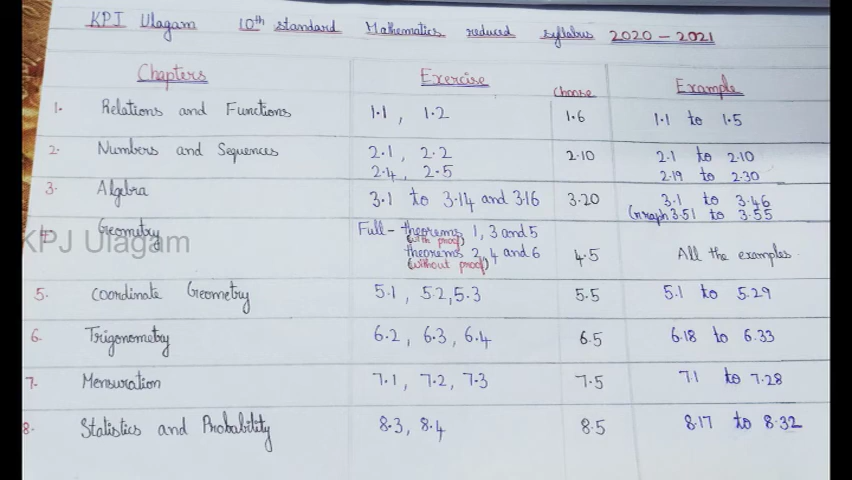 KPJ Ulagam 10th standard Mathematics reduced syllabus 2020 - 2021
Chapters Exercise Choose Example
1. Relations and Functions 1.1, 1.2 1.6 1.1 to 1.5
2. Numbers and Sequences 2.1, 2.2 2.10 2.1 to 2.10
2.4, 2.5 2.19 to 2.30
3. Algebra 3.1 to 3.14 and 3.16 3.20 3.1 to 3.46
Graph 3.51 to 3.55
4. Geometry Full - theorems 1, 3 and 5
(with proof)
theorems 2, 4 and 6 4.5 All the examples
(without proof)
KPJ Ulagam
5. Coordinate Geometry 5.1, 5.2, 5.3 5.5 5.1 to 5.29
6. Trigonometry 6.2, 6.3, 6.4 6.5 6.18 to 6.33
7. Mensuration 7.1, 7.2, 7.3 7.5 7.1 to 7.28
8. Statistics and Probability 8.3, 8.4 8.5 8.17 to 8.32